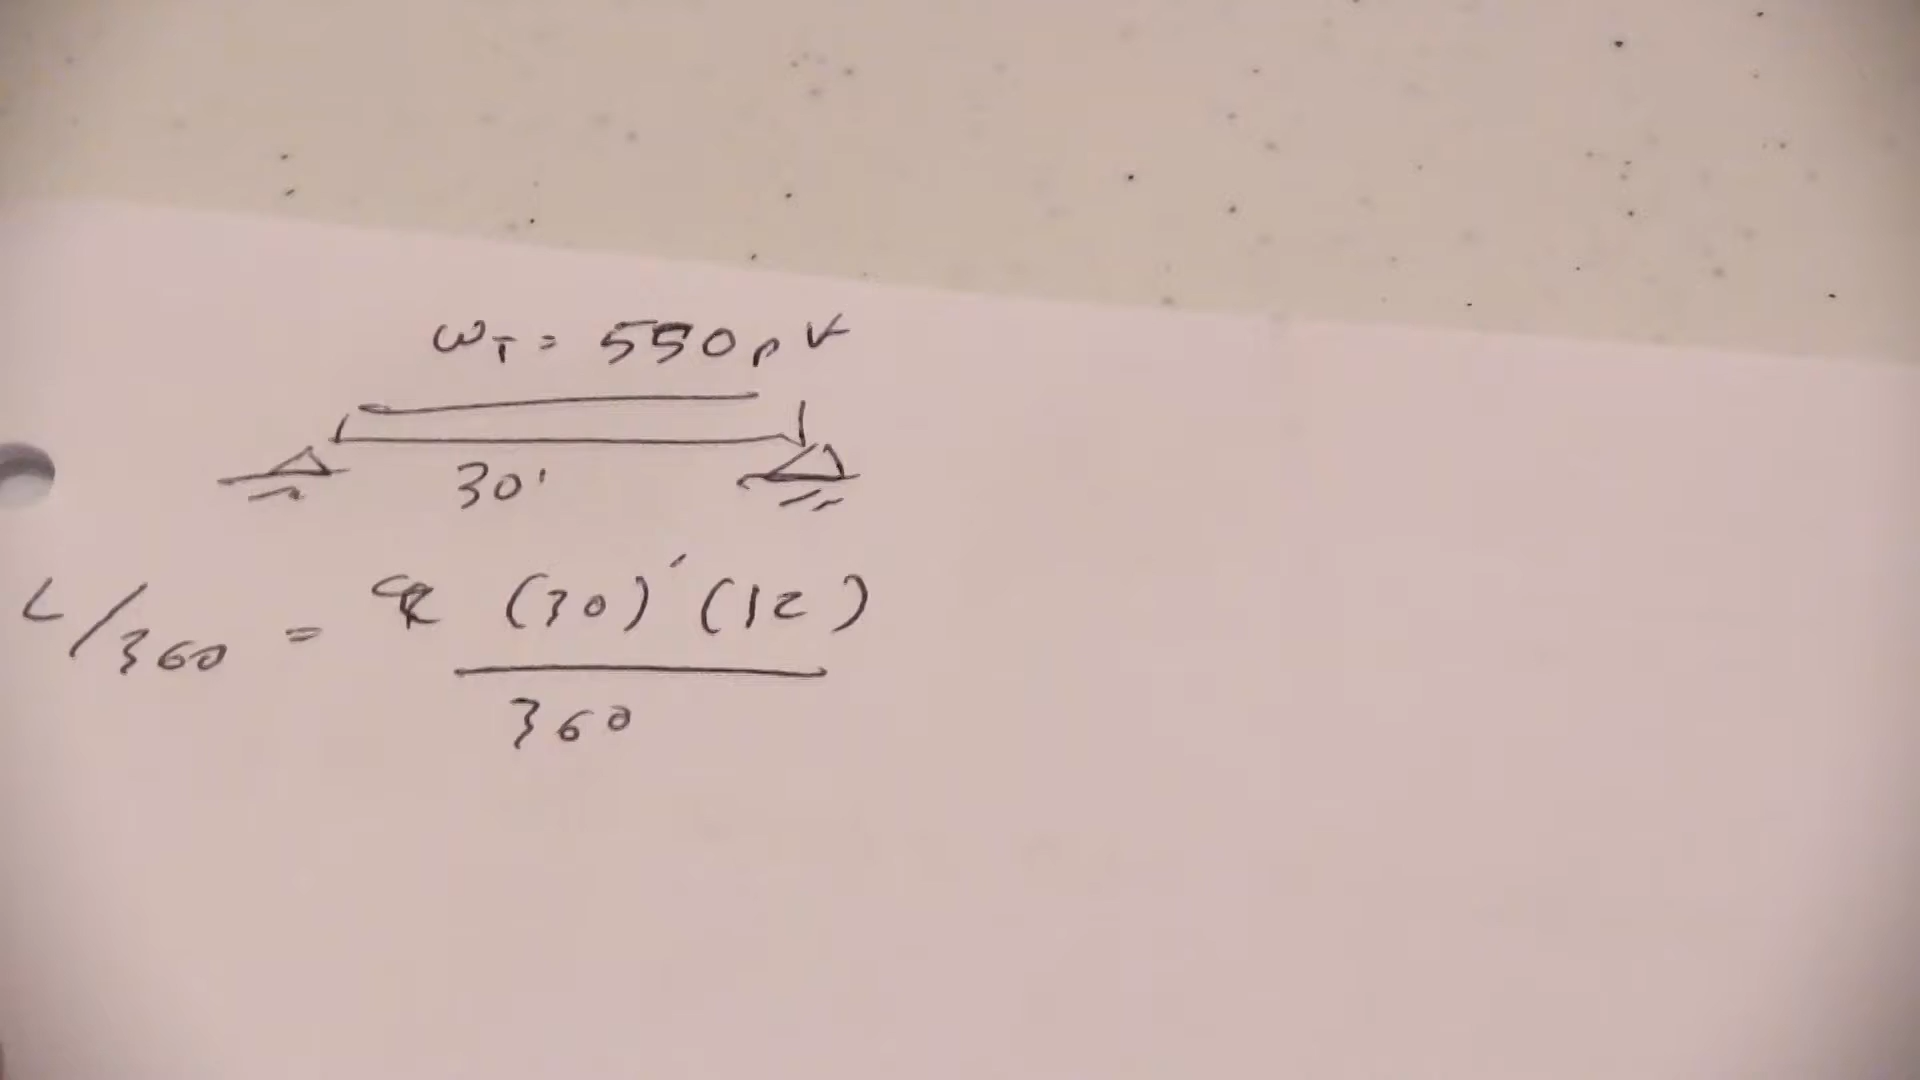 ωT = 550 plf
30'
L/360 = (30)' (12)
360